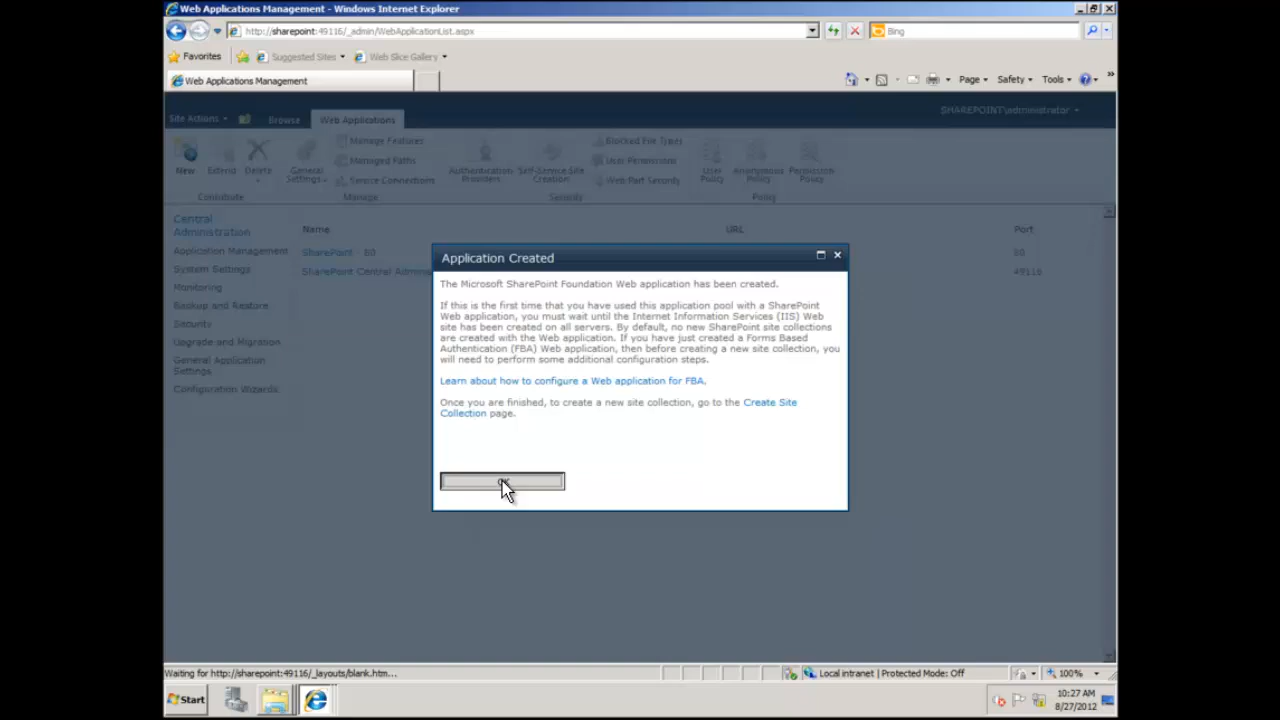 Web Applications Management - Windows Internet Explorer
http://sharepoint:49116/_admin/WebApplicationList.aspx
Bing
Favorites Suggested Sites Web Slice Gallery
Web Applications Management
Page Safety Tools
SHAREPOINT\administrator
Site Actions Browse Web Applications
New Extend Delete
General Settings
Manage Features
Managed Paths
Service Connections
Authentication Providers
Self-Service Site Creation
Blocked File Types
User Permissions
Web Part Security
User Policy
Anonymous Policy
Permission Policy
Contribute Manage Security Policy
Central Administration
Application Management
System Settings
Monitoring
Backup and Restore
Security
Upgrade and Migration
General Application Settings
Configuration Wizards
Name URL Port
SharePoint - 80 80
SharePoint Central Adminis 49116
Application Created
The Microsoft SharePoint Foundation Web application has been created.
If this is the first time that you have used this application pool with a SharePoint
Web application, you must wait until the Internet Information Services (IIS) Web
site has been created on all servers. By default, no new SharePoint site collections
are created with the Web application. If you have just created a Forms Based
Authentication (FBA) Web application, then before creating a new site collection, you
will need to perform some additional configuration steps.
Learn about how to configure a Web application for FBA.
Once you are finished, to create a new site collection, go to the Create Site
Collection page.
OK
Waiting for http://sharepoint:49116/_layouts/blank.htm...
Local intranet | Protected Mode: Off
100%
Start
10:27 AM
8/27/2012